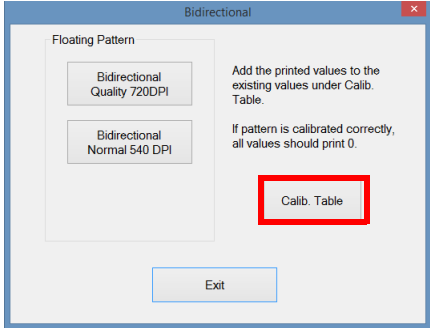 Bidirectional
Floating Pattern
Bidirectional
Quality 720DPI
Bidirectional
Normal 540 DPI
Add the printed values to the
existing values under Calib.
Table.
If pattern is calibrated correctly,
all values should print 0.
Calib. Table
Exit